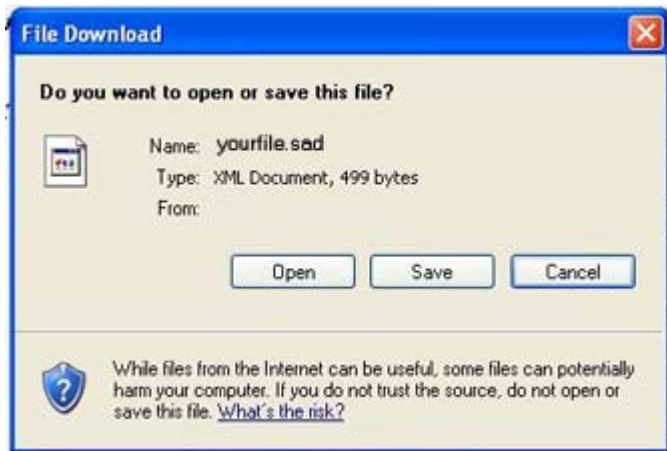 File Download
Do you want to open or save this file?
Name: yourfile.sad
Type: XML Document, 499 bytes
From:
Open Save Cancel
While files from the Internet can be useful, some files can potentially
harm your computer. If you do not trust the source, do not open or
save this file. What's the risk?